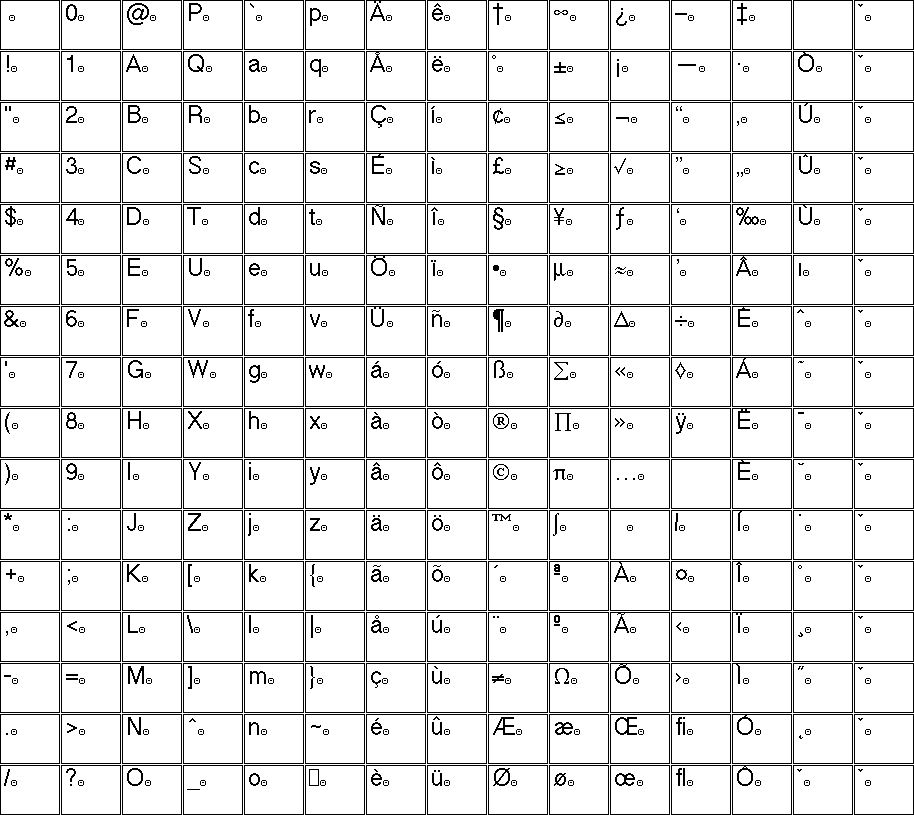 0 @ P ` p Ä ê † ∞ ¿ – ‡ ˇ
! 1 A Q a q Å ë ° ± ¡ — · Ò ˇ
" 2 B R b r Ç í ¢ ≤ ¬ “ ‚ Ú ˇ
# 3 C S c s É ì £ ≥ √ ” „ Û ˇ
$ 4 D T d t Ñ î § ¥ ƒ ‘ ‰ Ù ˇ
% 5 E U e u Ö ï • µ ≈ ’ Â ı ˇ
& 6 F V f v Ü ñ ¶ ∂ ∆ ÷ Ê ˆ ˇ
' 7 G W g w á ó ß ∑ « ◊ Á ˜ ˇ
( 8 H X h x à ò ® ∏ » ÿ Ë ¯ ˇ
) 9 I Y i y â ô © π … È ˘ ˇ
* : J Z j z ä ö ™ ∫ ⁄ Í ˙ ˇ
+ ; K [ k { ã õ ´ ª À ¤ Î ˚ ˇ
, < L \ l | å ú ¨ º Ã ‹ Ï ¸ ˇ
- = M ] m } ç ù ≠ Ω Õ › Ì ˝ ˇ
. > N ^ n ~ é û Æ æ Œ ﬁ Ó ˛ ˇ
/ ? O _ o □ è ü Ø ø œ ﬂ Ô ˇ ˇ